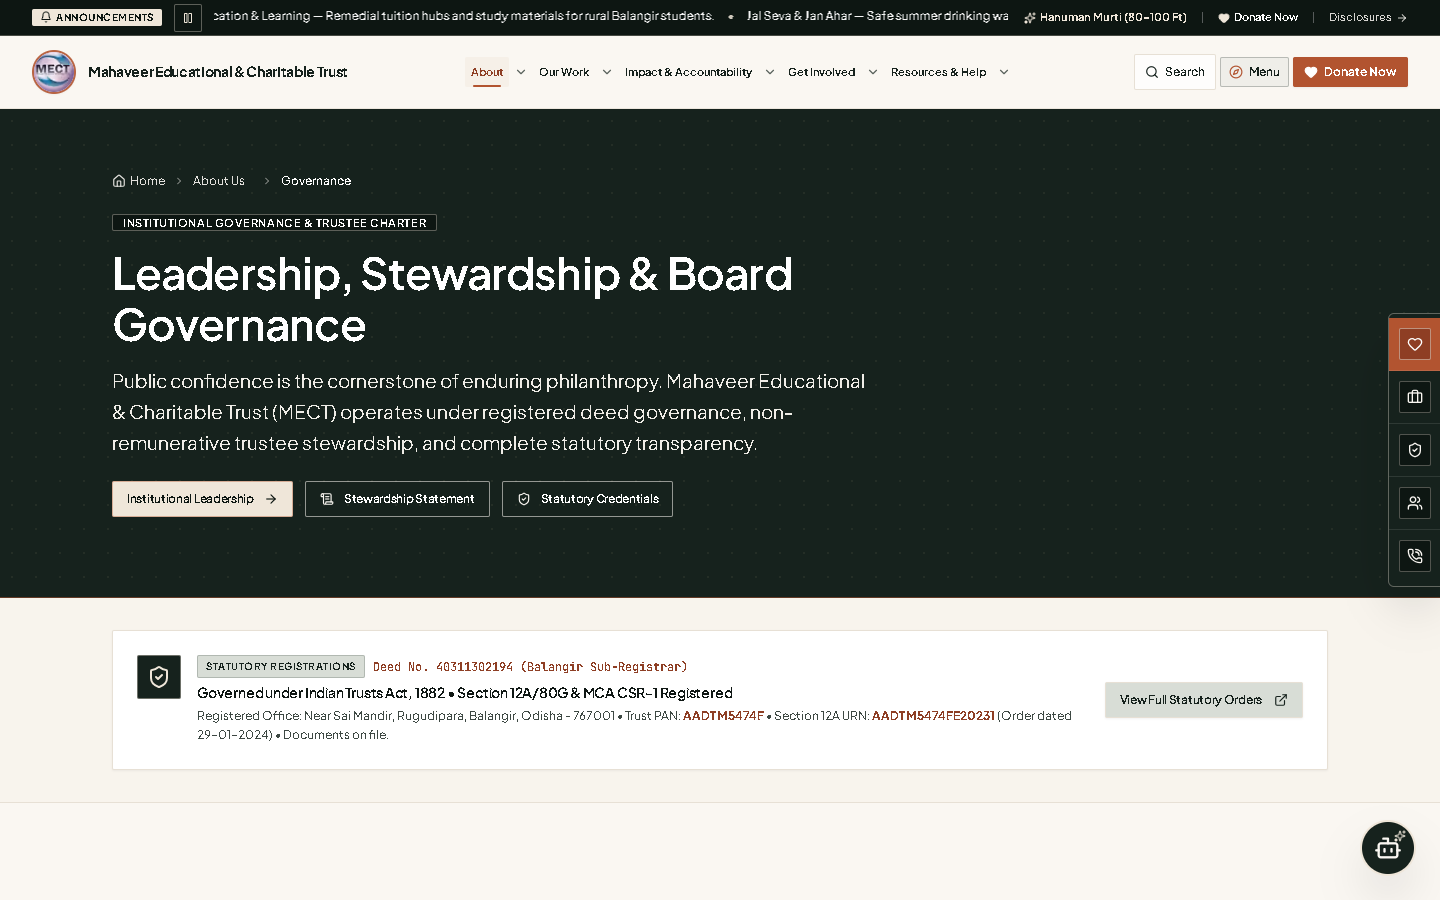 ANNOUNCEMENTS
cation & Learning — Remedial tuition hubs and study materials for rural Balangir students. • Jal Seva & Jan Ahar — Safe summer drinking wa
Hanuman Murti (80–100 Ft) | Donate Now | Disclosures
MECT Mahaveer Educational & Charitable Trust
About Our Work Impact & Accountability Get Involved Resources & Help
Search Menu Donate Now
Home > About Us > Governance
INSTITUTIONAL GOVERNANCE & TRUSTEE CHARTER
Leadership, Stewardship & Board
Governance
Public confidence is the cornerstone of enduring philanthropy. Mahaveer Educational
& Charitable Trust (MECT) operates under registered deed governance, non-
remunerative trustee stewardship, and complete statutory transparency.
Institutional Leadership → Stewardship Statement Statutory Credentials
STATUTORY REGISTRATIONS Deed No. 40311302194 (Balangir Sub-Registrar)
Governed under Indian Trusts Act, 1882 • Section 12A/80G & MCA CSR-1 Registered
Registered Office: Near Sai Mandir, Rugudipara, Balangir, Odisha - 767001 • Trust PAN: AADTM5474F • Section 12A URN: AADTM5474FE20231 (Order dated
29-01-2024) • Documents on file.
View Full Statutory Orders